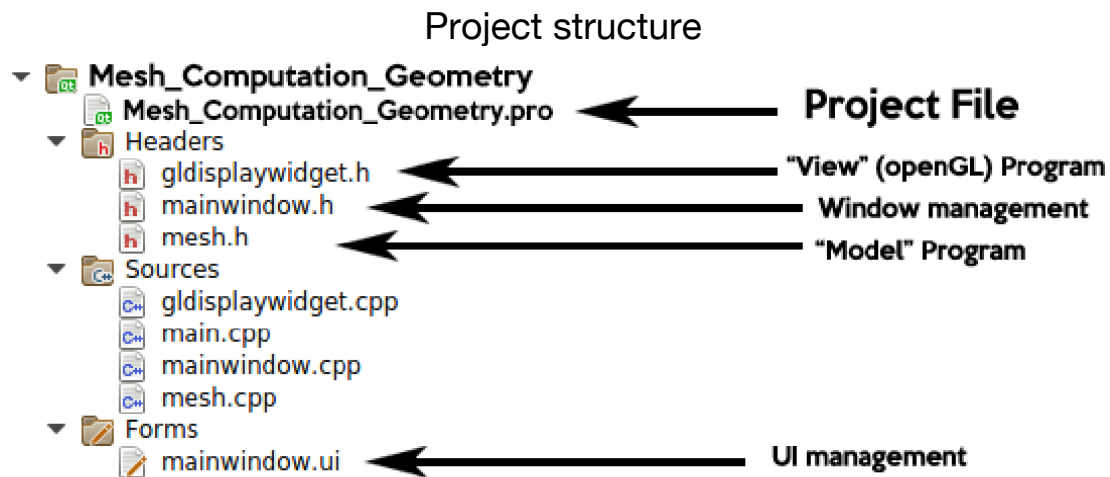 Project structure
Mesh_Computation_Geometry
Mesh_Computation_Geometry.pro Project File
Headers
gldisplaywidget.h “View” (openGL) Program
mainwindow.h Window management
mesh.h “Model” Program
Sources
gldisplaywidget.cpp
main.cpp
mainwindow.cpp
mesh.cpp
Forms
mainwindow.ui UI management